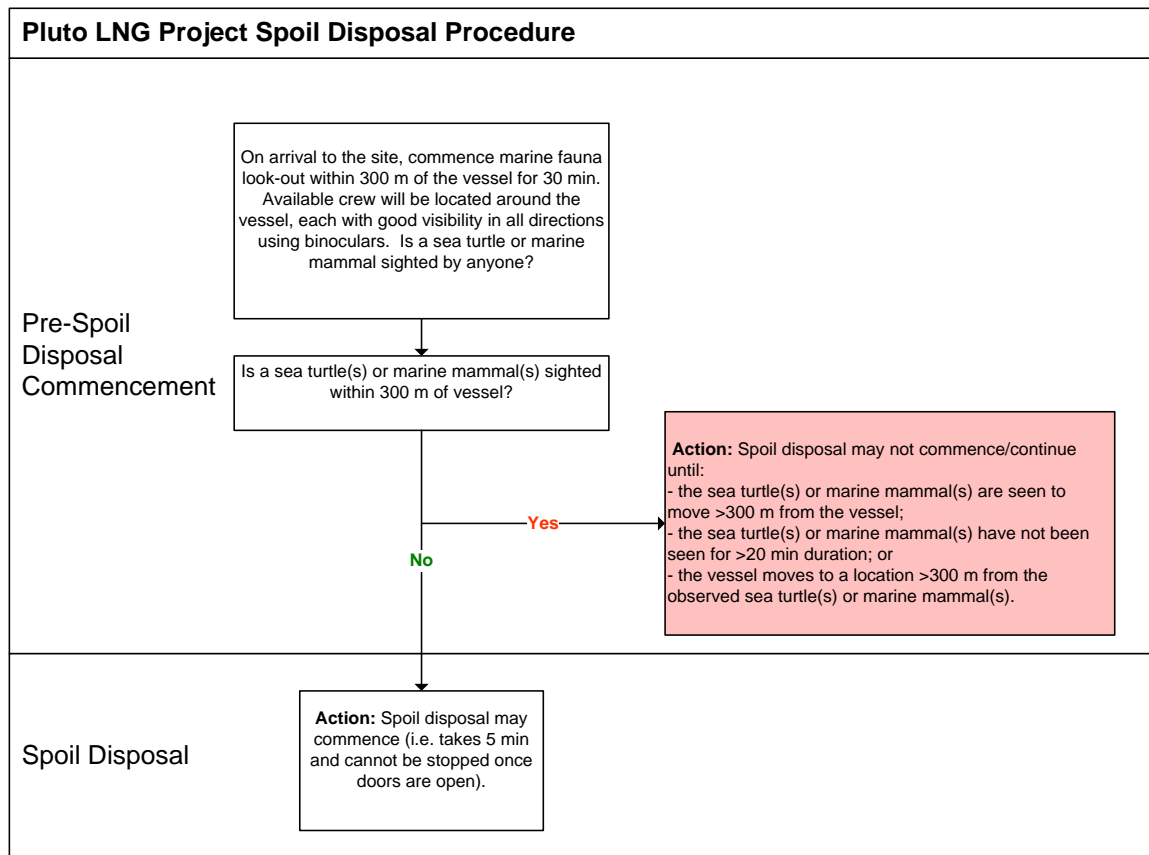 Pluto LNG Project Spoil Disposal Procedure
On arrival to the site, commence marine fauna
look-out within 300 m of the vessel for 30 min.
Available crew will be located around the
vessel, each with good visibility in all directions
using binoculars.  Is a sea turtle or marine
mammal sighted by anyone?
Pre-Spoil
Disposal
Commencement
Is a sea turtle(s) or marine mammal(s) sighted
within 300 m of vessel?
Yes
Action: Spoil disposal may not commence/continue
until:
- the sea turtle(s) or marine mammal(s) are seen to
move >300 m from the vessel;
- the sea turtle(s) or marine mammal(s) have not been
seen for >20 min duration; or
- the vessel moves to a location >300 m from the
observed sea turtle(s) or marine mammal(s).
No
Spoil Disposal
Action: Spoil disposal may
commence (i.e. takes 5 min
and cannot be stopped once
doors are open).